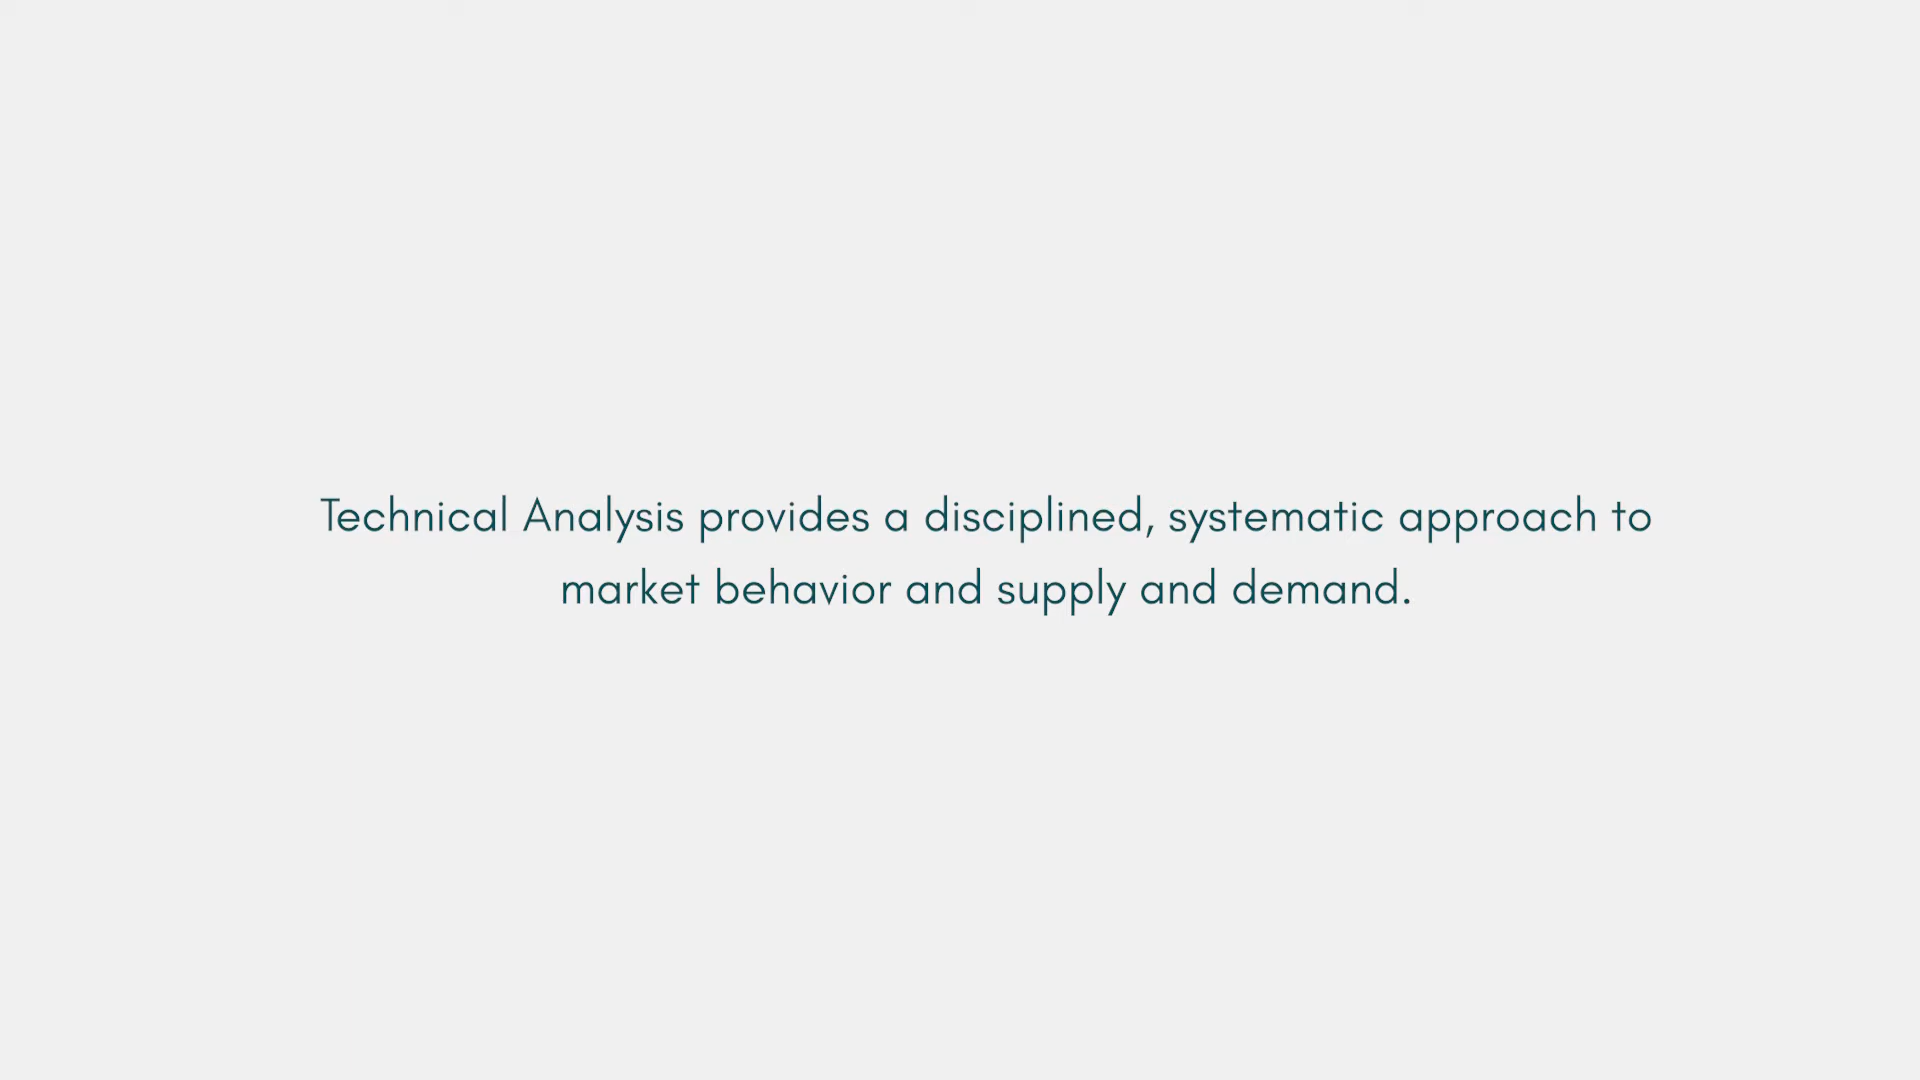 Technical Analysis provides a disciplined, systematic approach to
market behavior and supply and demand.